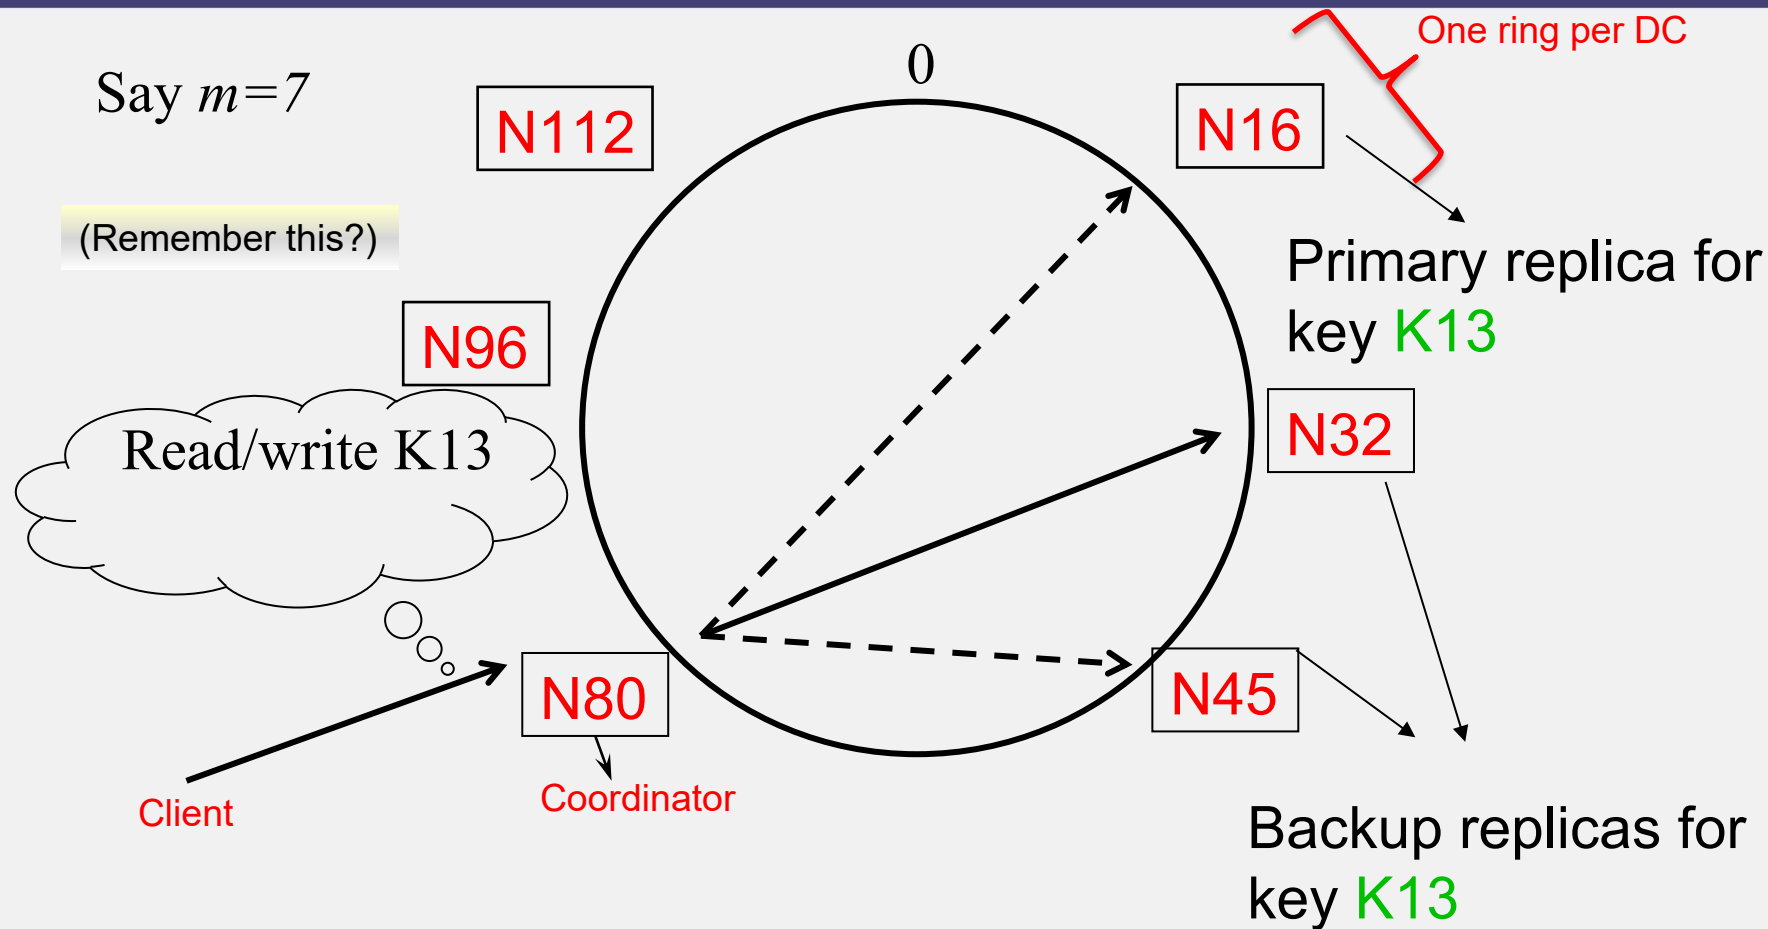 One ring per DC
Say m=7
0
N112
N16
(Remember this?)
Primary replica for
key K13
N96
N32
Read/write K13
N80
N45
Client
Coordinator
Backup replicas for
key K13